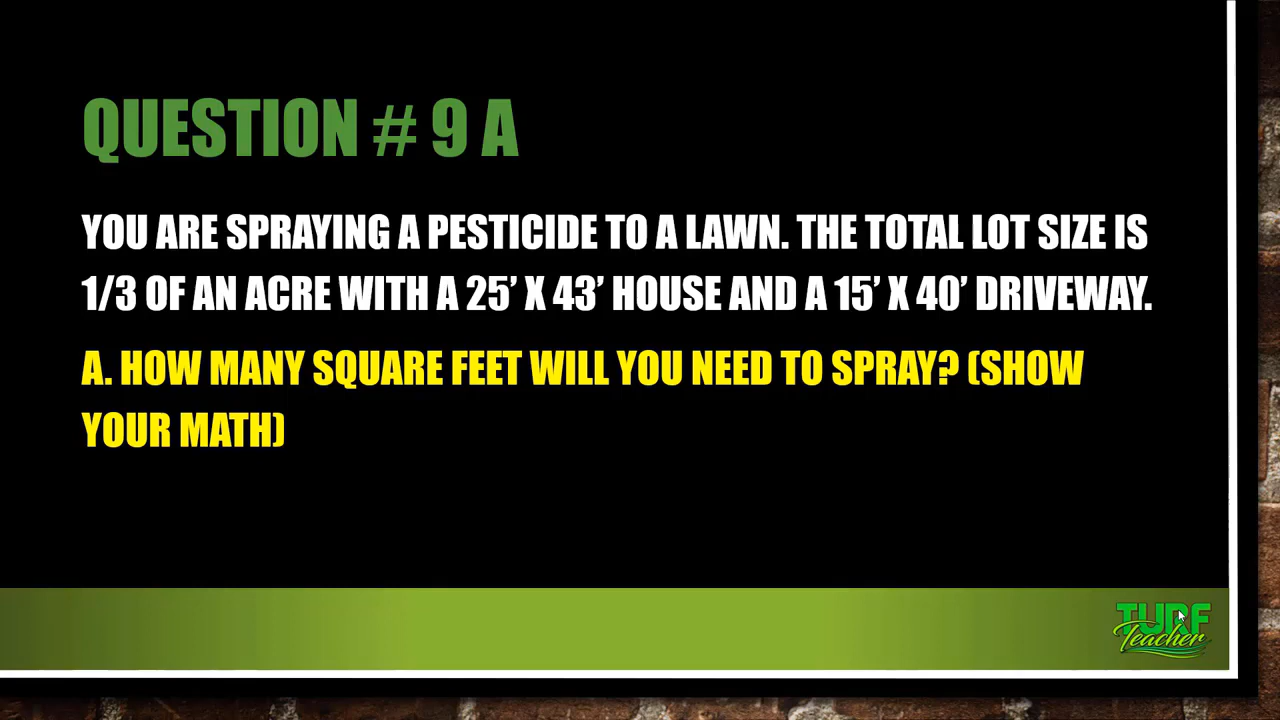 QUESTION # 9 A
YOU ARE SPRAYING A PESTICIDE TO A LAWN. THE TOTAL LOT SIZE IS
1/3 OF AN ACRE WITH A 25’ X 43’ HOUSE AND A 15’ X 40’ DRIVEWAY.
A. HOW MANY SQUARE FEET WILL YOU NEED TO SPRAY? (SHOW
YOUR MATH)
TURF
Teacher